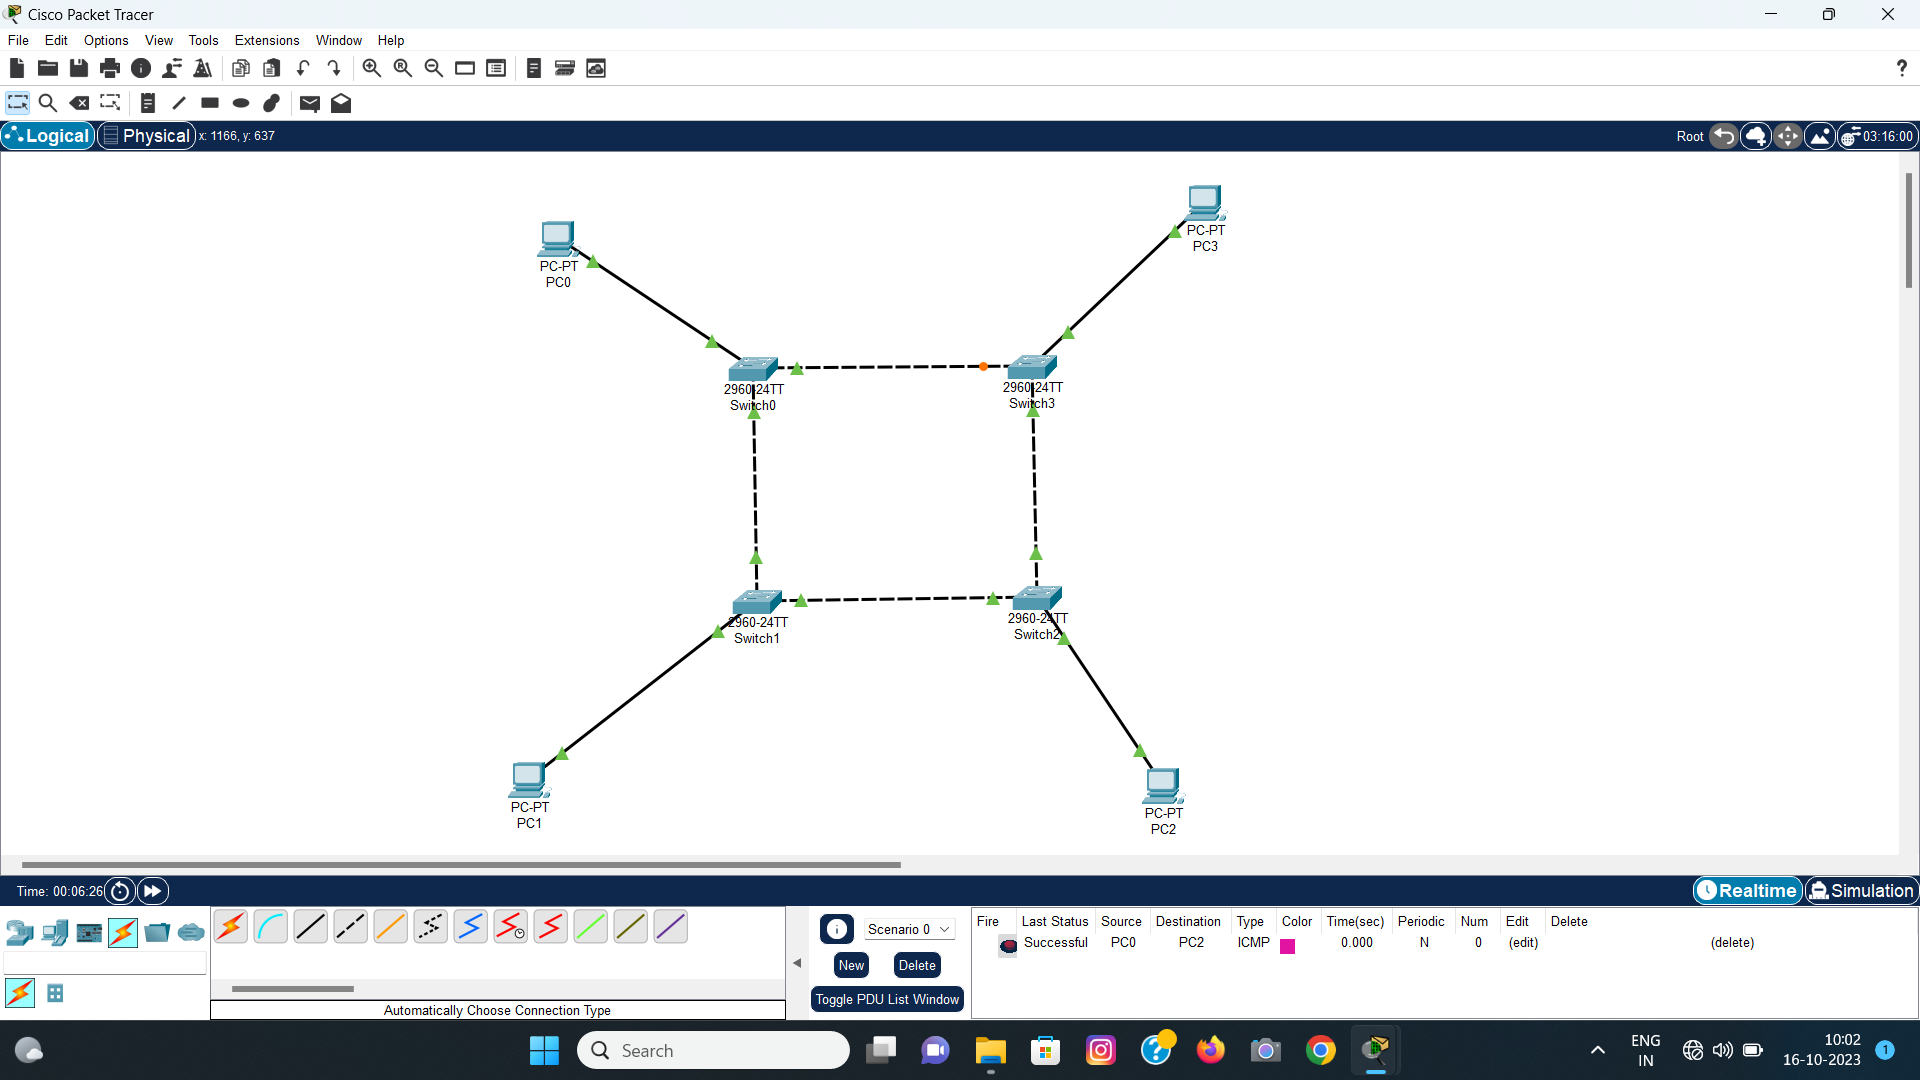 Cisco Packet Tracer
File Edit Options View Tools Extensions Window Help
?
Logical Physical x: 1166, y: 637 Root 03:16:00
PC-PT
PC3
PC-PT
PC0
2960-24TT
Switch0
2960-24TT
Switch3
2960-24TT
Switch1
2960-24TT
Switch2
PC-PT
PC1
PC-PT
PC2
Time: 00:06:26 Realtime Simulation
Scenario 0
New Delete
Toggle PDU List Window
Fire Last Status Source Destination Type Color Time(sec) Periodic Num Edit Delete
Successful PC0 PC2 ICMP 0.000 N 0 (edit) (delete)
Automatically Choose Connection Type
Search
ENG
IN
10:02
16-10-2023
1